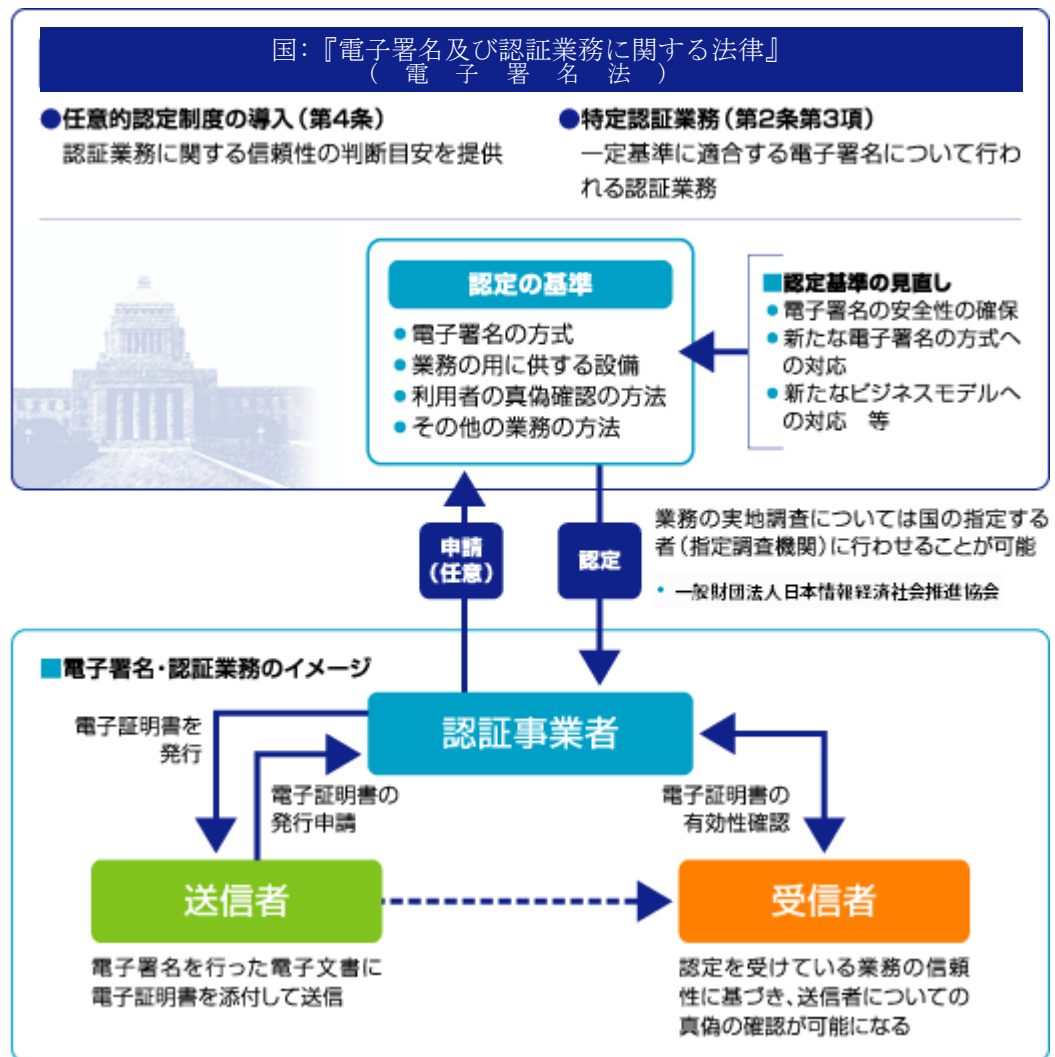 国：『電子署名及び認証業務に関する法律』
（電子署名法）
●任意的認定制度の導入（第4条）
認証業務に関する信頼性の判断目安を提供
●特定認証業務（第2条第3項）
一定基準に適合する電子署名について行わ
れる認証業務
認定の基準
●電子署名の方式
●業務の用に供する設備
●利用者の真偽確認の方法
●その他の業務の方法
■認定基準の見直し
●電子署名の安全性の確保
●新たな電子署名の方式へ
の対応
●新たなビジネスモデルへ
の対応　等
申請
（任意）
認定
業務の実地調査については国の指定する
者（指定調査機関）に行わせることが可能
• 一般財団法人日本情報経済社会推進協会
■電子署名・認証業務のイメージ
認証事業者
電子証明書を
発行
電子証明書の
発行申請
電子証明書の
有効性確認
送信者
受信者
電子署名を行った電子文書に
電子証明書を添付して送信
認定を受けている業務の信頼
性に基づき、送信者についての
真偽の確認が可能になる